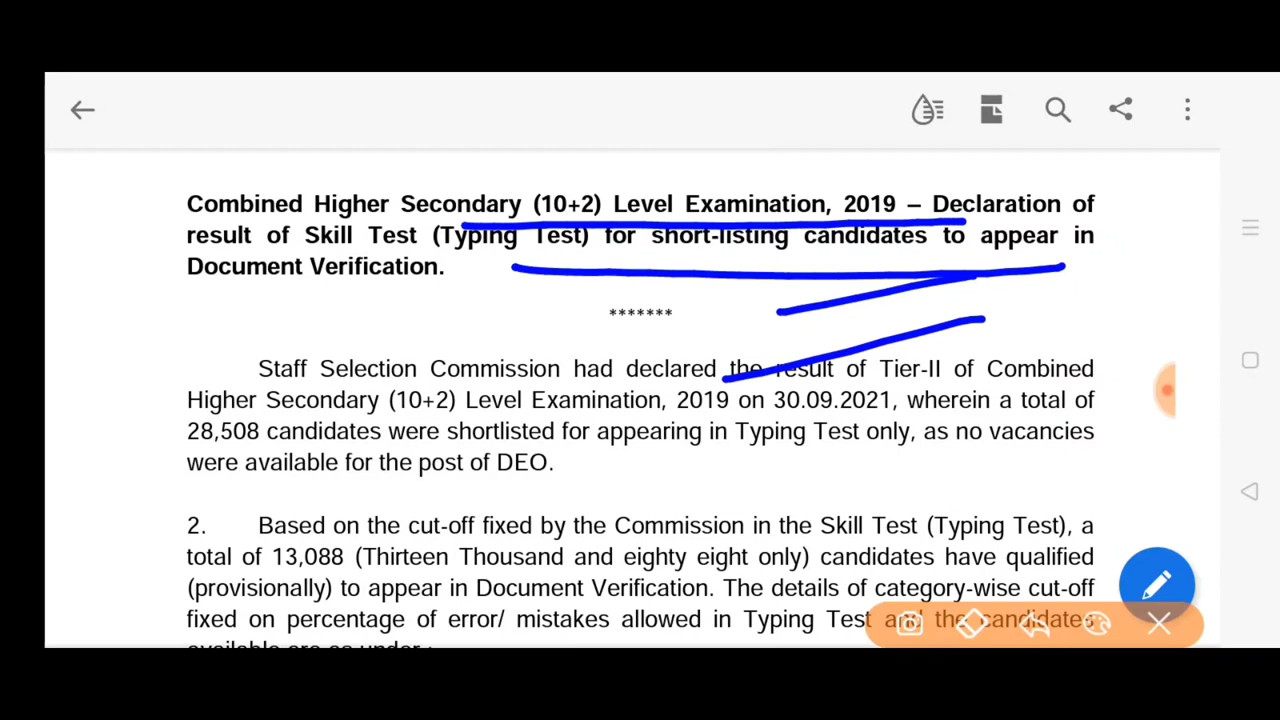 Combined Higher Secondary (10+2) Level Examination, 2019 – Declaration of
result of Skill Test (Typing Test) for short-listing candidates to appear in
Document Verification.
*******
Staff Selection Commission had declared the result of Tier-II of Combined
Higher Secondary (10+2) Level Examination, 2019 on 30.09.2021, wherein a total of
28,508 candidates were shortlisted for appearing in Typing Test only, as no vacancies
were available for the post of DEO.
2. Based on the cut-off fixed by the Commission in the Skill Test (Typing Test), a
total of 13,088 (Thirteen Thousand and eighty eight only) candidates have qualified
(provisionally) to appear in Document Verification. The details of category-wise cut-off
fixed on percentage of error/ mistakes allowed in Typing Test and the candidates
available are as under :